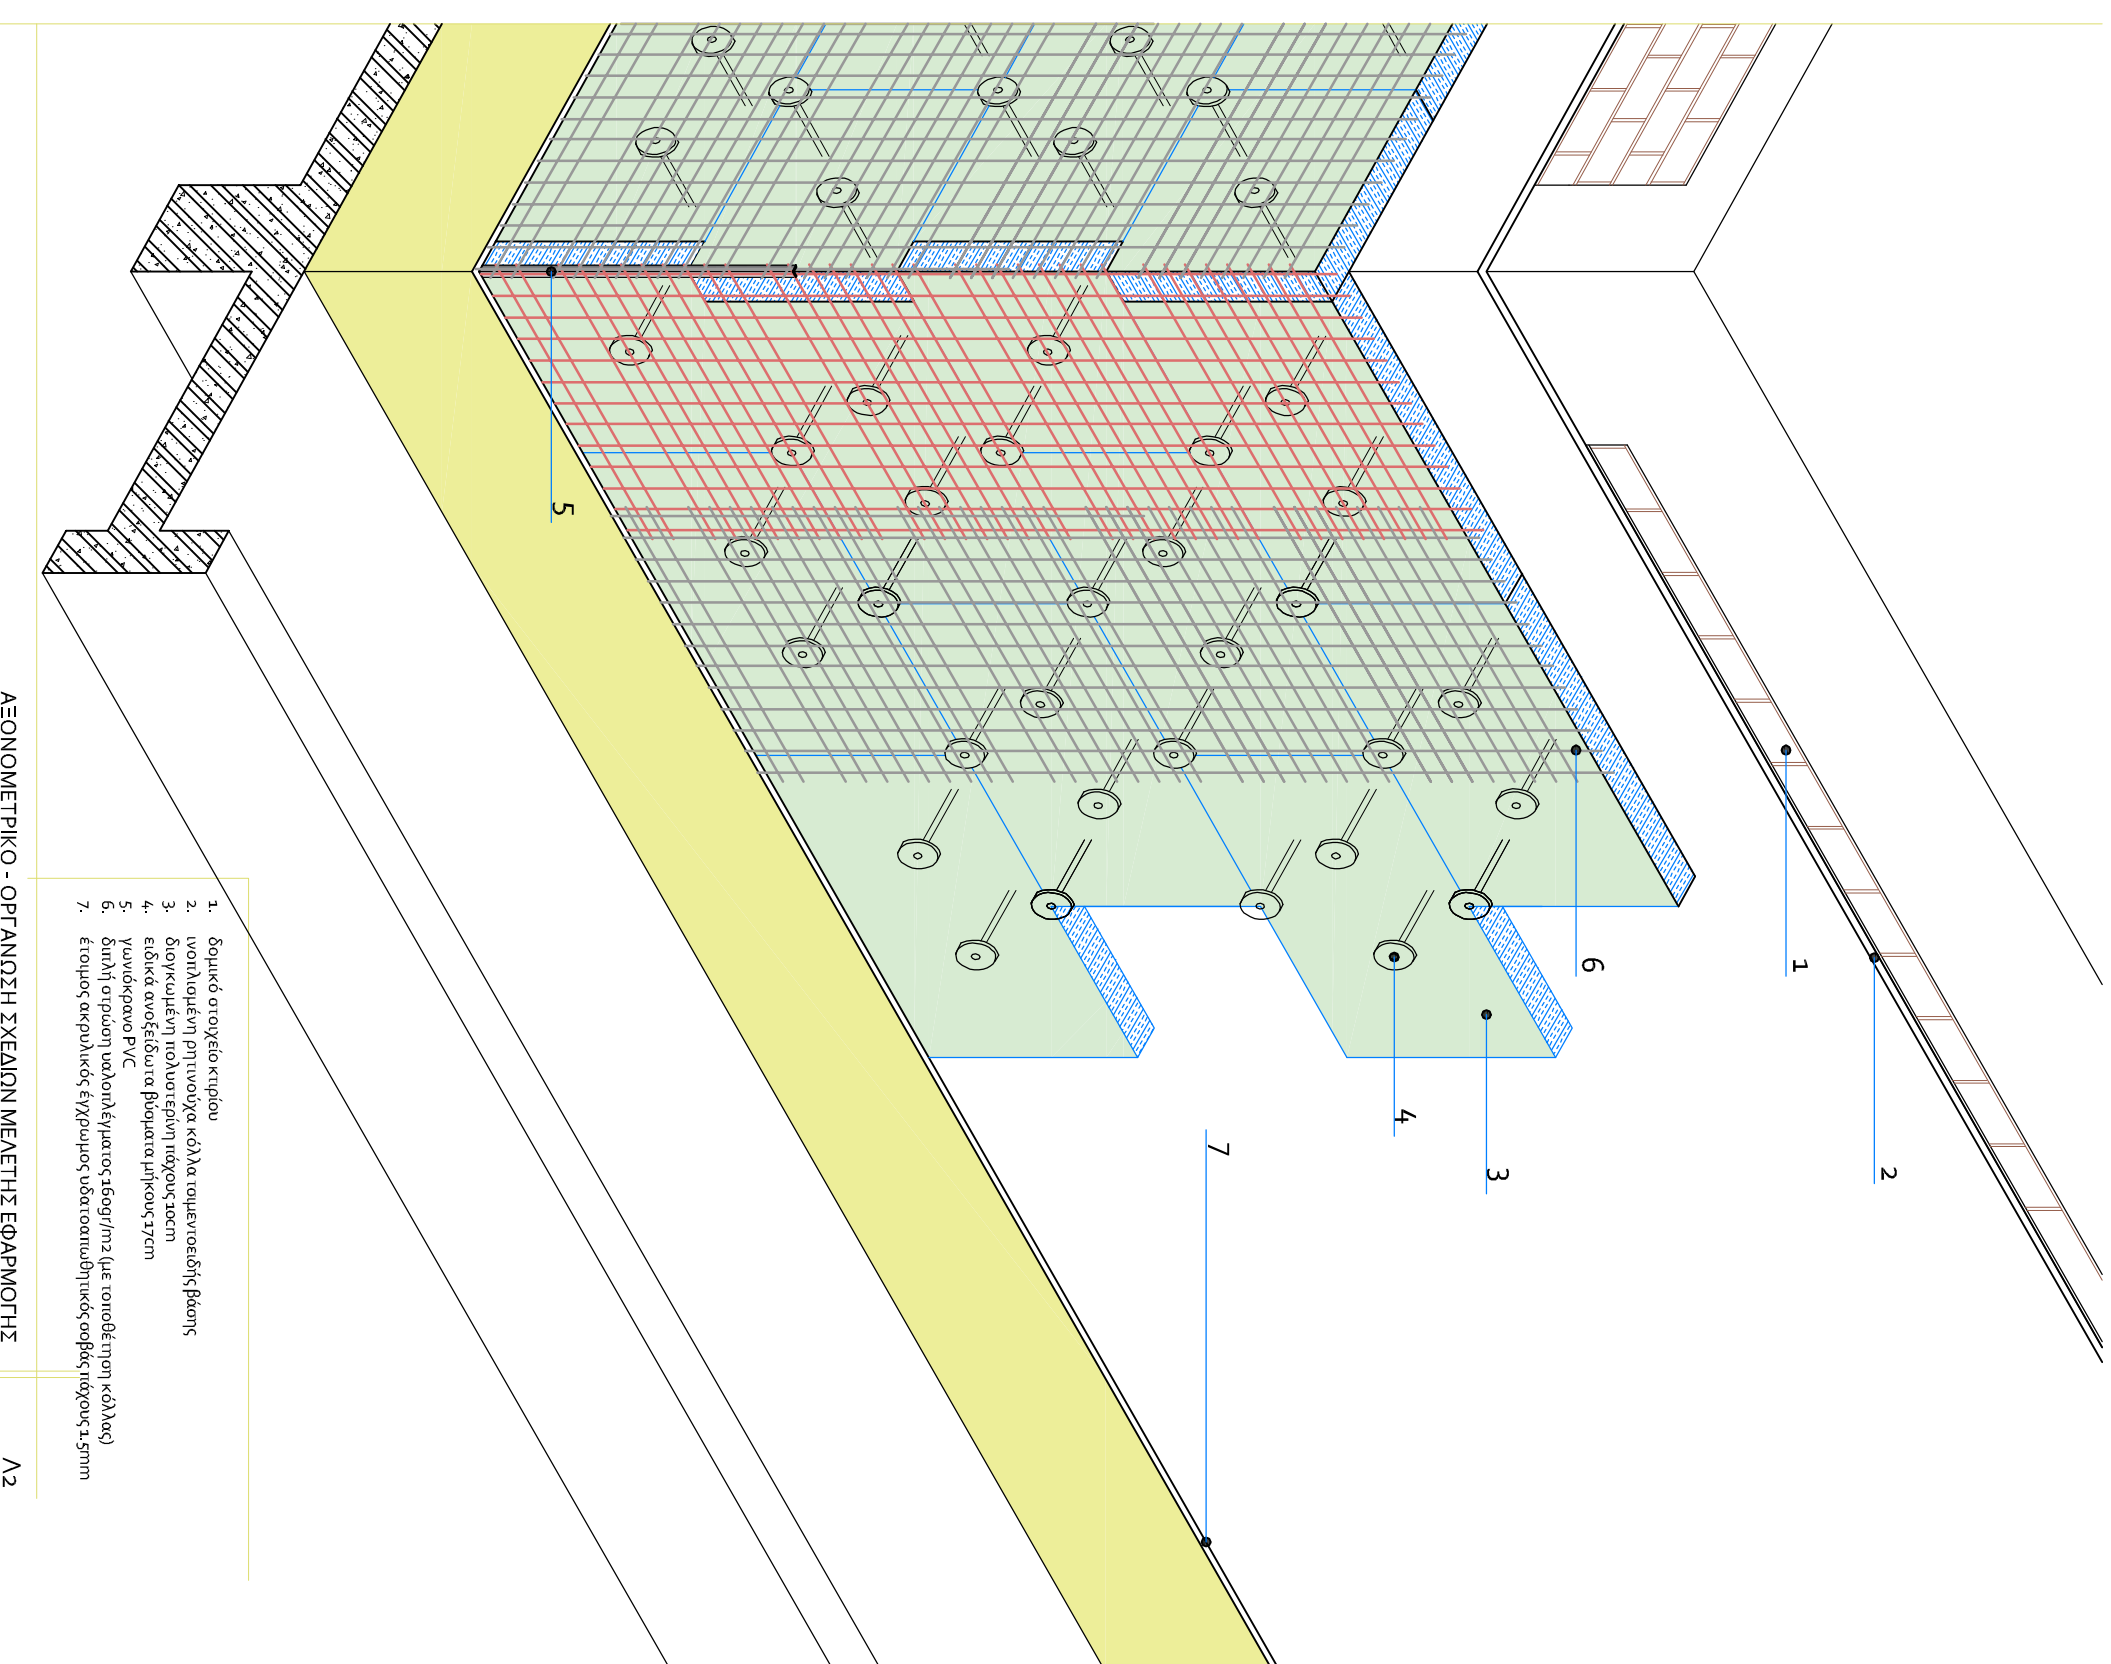 5
6
1
2
4
3
7
1. δομικό στοιχείο κτιρίου
2. ινοπλισμένη ρητινούχα κόλλα τσιμεντοειδής βάσης
3. διογκωμένη πολυστερίνη πάχους 10cm
4. ειδικά ανοξείδωτα βύσματα μήκους 17cm
5. γωνιόκρανο PVC
6. διπλή στρώση υαλοπλέγματος 160gr/m2 (με τοποθέτηση κόλλας)
7. έτοιμος ακρυλικός έγχρωμος υδατοαπωθητικός σοβάς πάχους 1.5mm
ΑΞΟΝΟΜΕΤΡΙΚΟ - ΟΡΓΑΝΩΣΗ ΣΧΕΔΙΩΝ ΜΕΛΕΤΗΣ ΕΦΑΡΜΟΓΗΣ Λ2